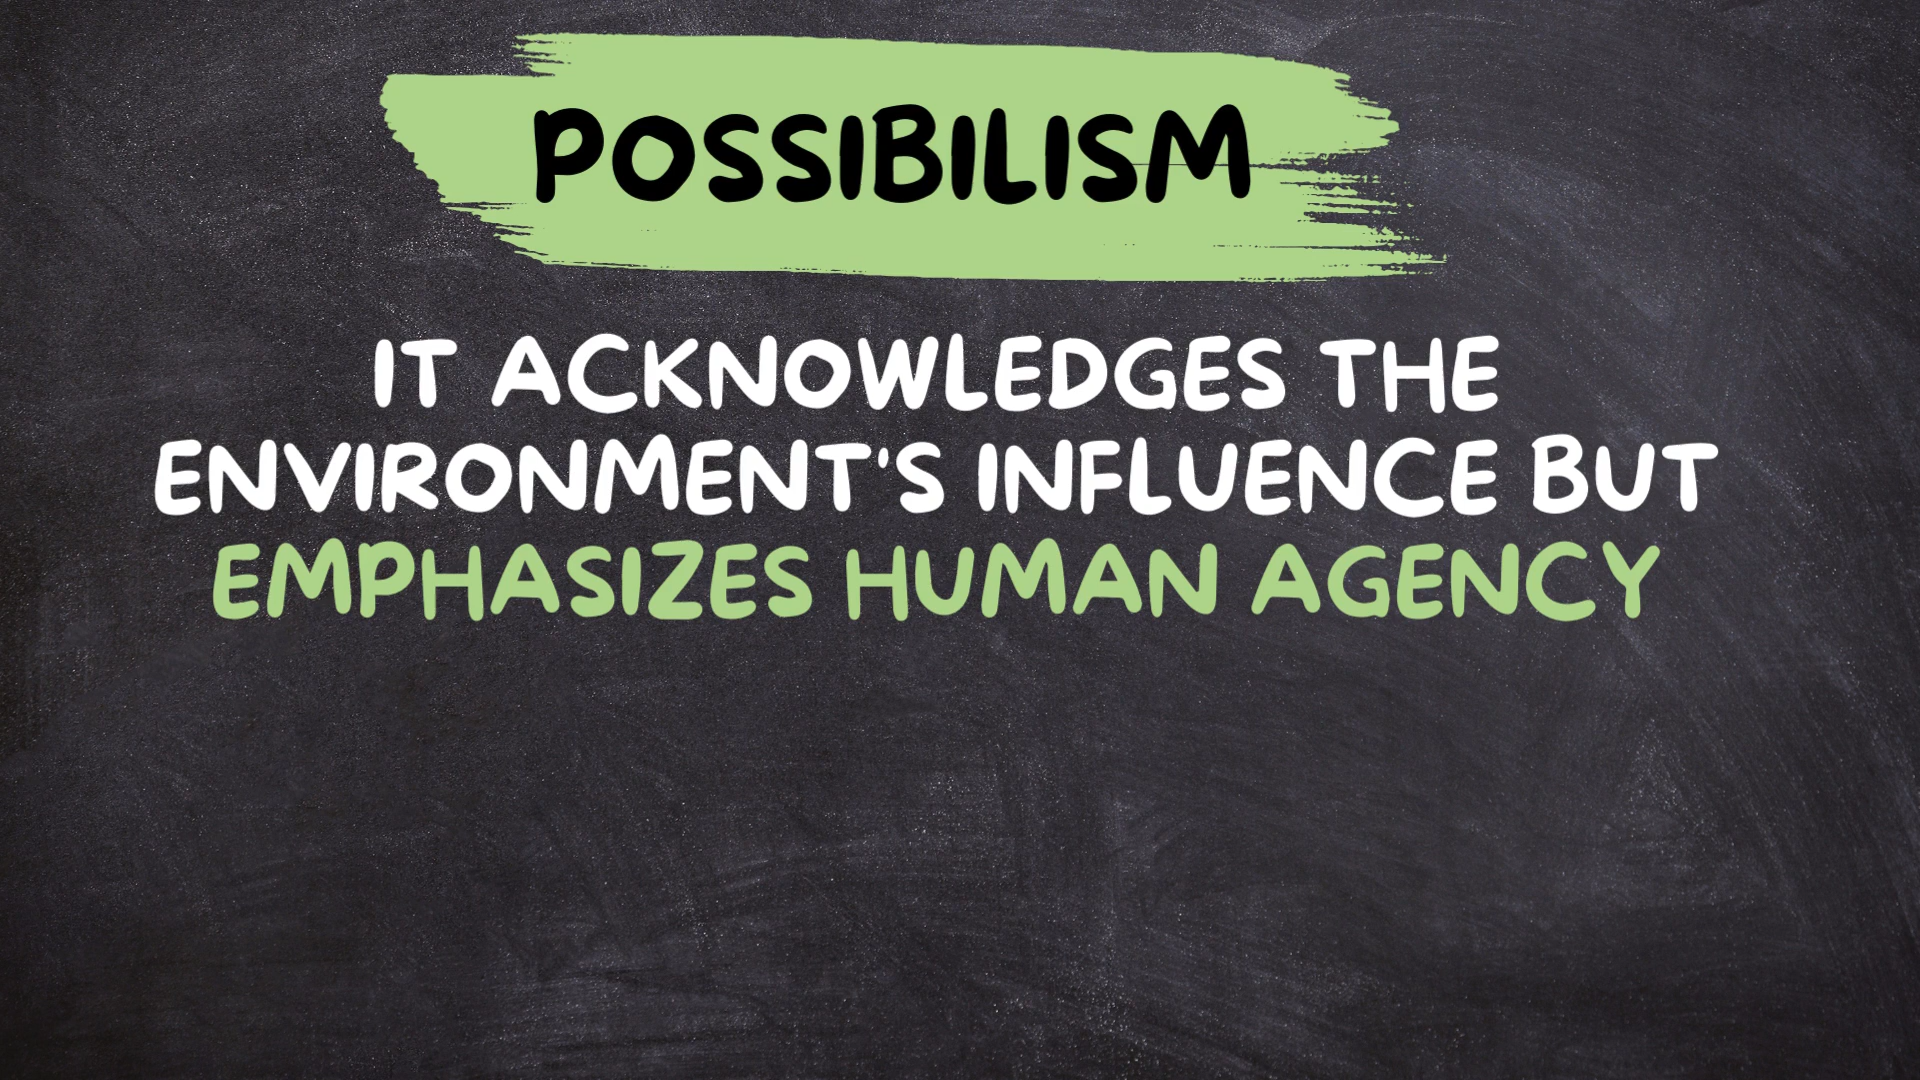 POSSIBILISM
IT ACKNOWLEDGES THE
ENVIRONMENT'S INFLUENCE BUT
EMPHASIZES HUMAN AGENCY